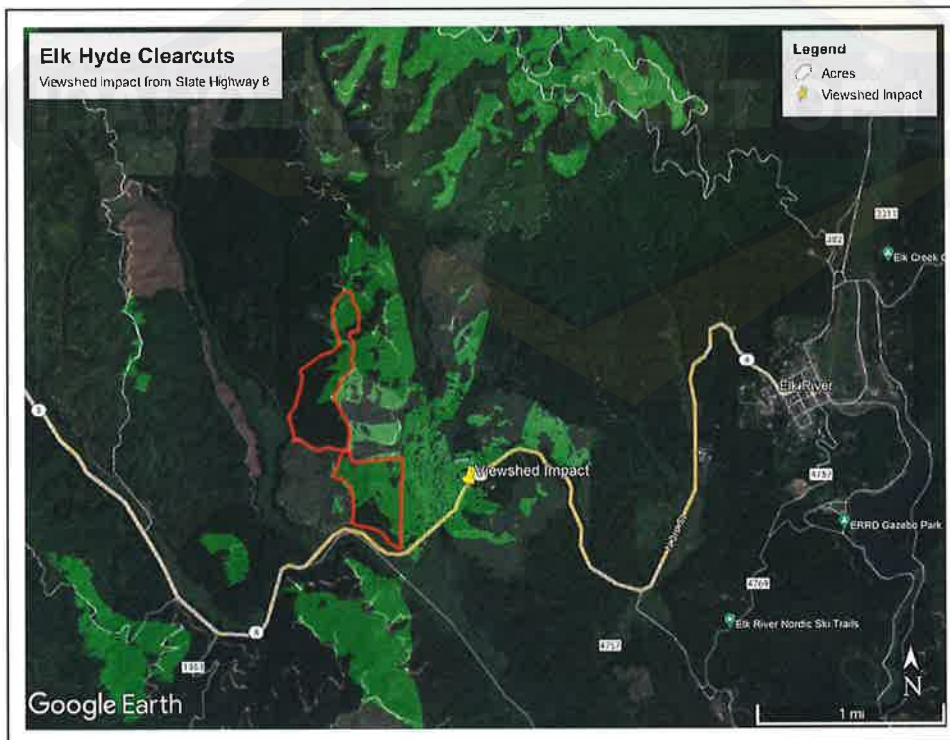 Elk Hyde Clearcuts
Viewshed impact from State Highway 8
Legend
Acres
Viewshed Impact
3311
382
Elk Creek
8
Elk River
8
Viewshed Impact
4757
ERRD Gazebo Park
4769
Elk River Nordic Ski Trails
8
4757
1963
Google Earth
N
1 mi